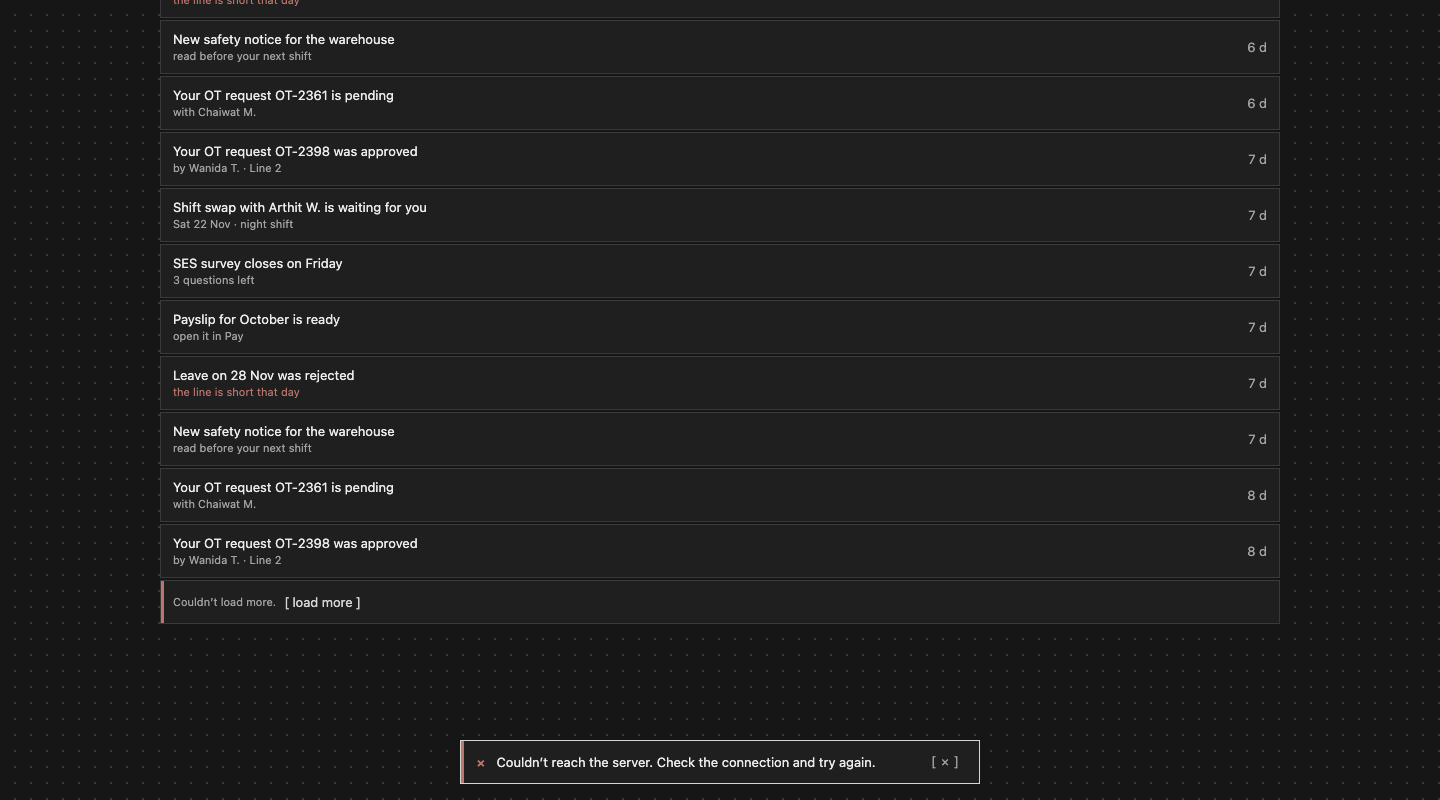 the line is short that day
New safety notice for the warehouse
read before your next shift
6 d
Your OT request OT-2361 is pending
with Chaiwat M.
6 d
Your OT request OT-2398 was approved
by Wanida T. · Line 2
7 d
Shift swap with Arthit W. is waiting for you
Sat 22 Nov · night shift
7 d
SES survey closes on Friday
3 questions left
7 d
Payslip for October is ready
open it in Pay
7 d
Leave on 28 Nov was rejected
the line is short that day
7 d
New safety notice for the warehouse
read before your next shift
7 d
Your OT request OT-2361 is pending
with Chaiwat M.
8 d
Your OT request OT-2398 was approved
by Wanida T. · Line 2
8 d
Couldn't load more. [ load more ]
× Couldn't reach the server. Check the connection and try again. [ × ]